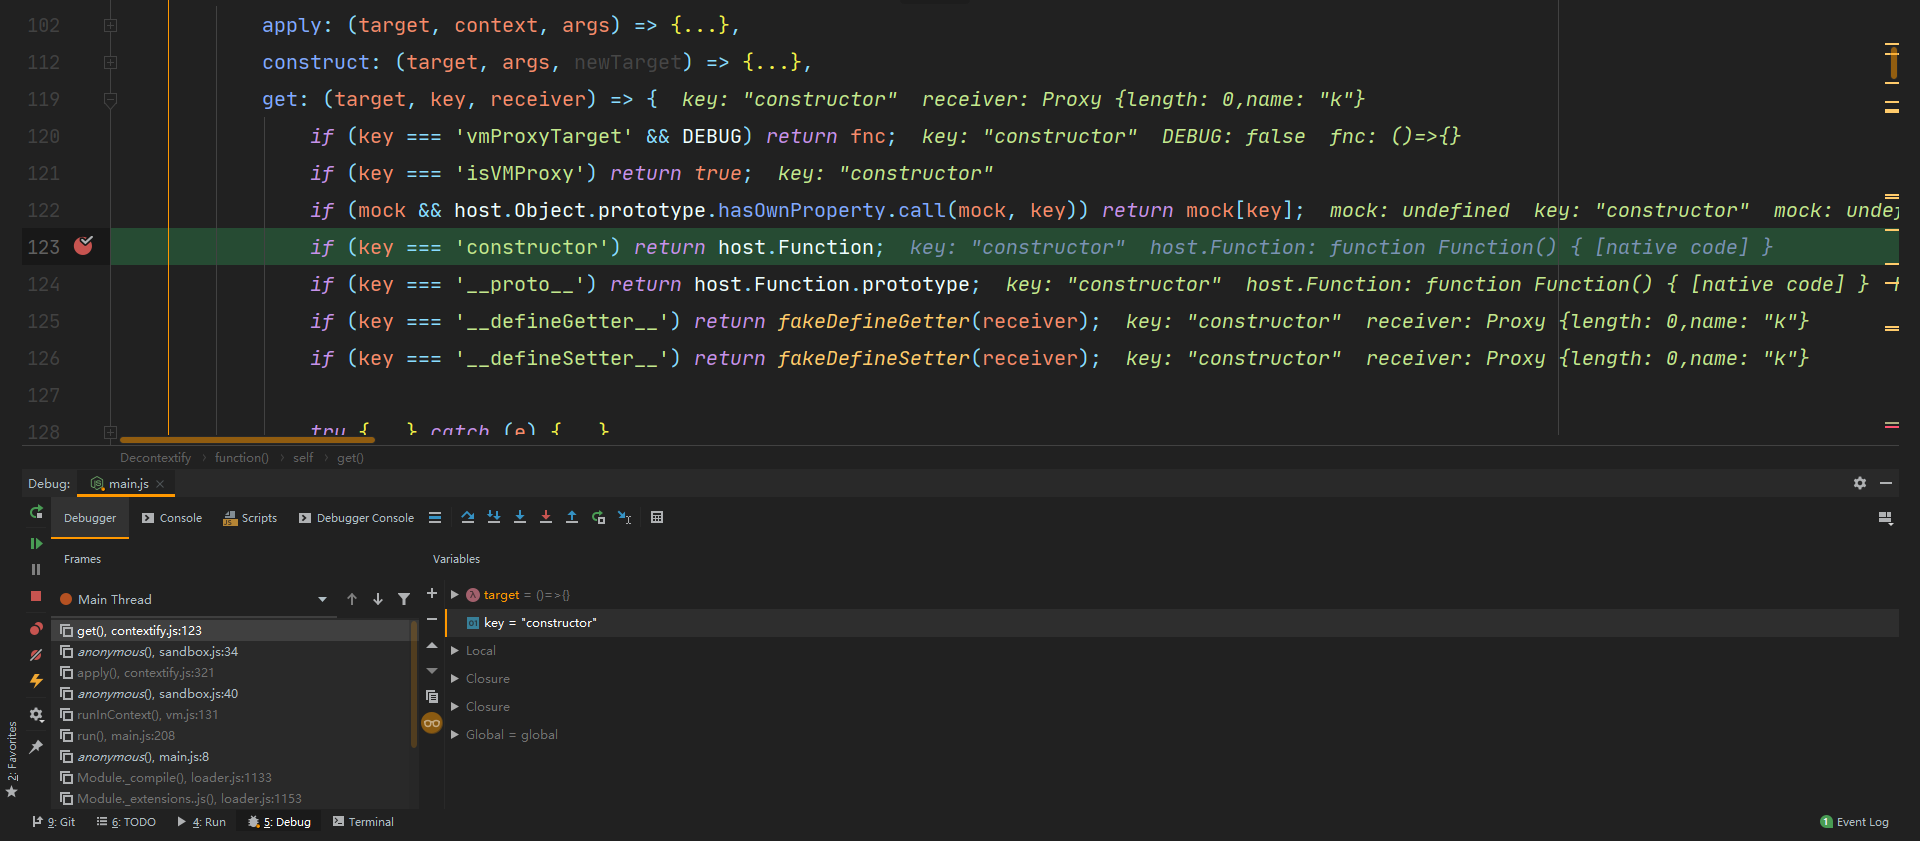 102 apply: (target, context, args) => {...},
112 construct: (target, args, newTarget) => {...},
119 get: (target, key, receiver) => { key: "constructor" receiver: Proxy {length: 0,name: "k"}
120 if (key === 'vmProxyTarget' && DEBUG) return fnc; key: "constructor" DEBUG: false fnc: ()=>{}
121 if (key === 'isVMProxy') return true; key: "constructor"
122 if (mock && host.Object.prototype.hasOwnProperty.call(mock, key)) return mock[key]; mock: undefined key: "constructor" mock: undef
123 if (key === 'constructor') return host.Function; key: "constructor" host.Function: function Function() { [native code] }
124 if (key === '__proto__') return host.Function.prototype; key: "constructor" host.Function: function Function() { [native code] }
125 if (key === '__defineGetter__') return fakeDefineGetter(receiver); key: "constructor" receiver: Proxy {length: 0,name: "k"}
126 if (key === '__defineSetter__') return fakeDefineSetter(receiver); key: "constructor" receiver: Proxy {length: 0,name: "k"}
127
128 try {...} catch (e) {...}
Decontextify › function() › self › get()
Debug: main.js
Debugger Console Scripts Debugger Console
Frames Variables
Main Thread
target = ()=>{}
key = "constructor"
Local
Closure
Closure
Global = global
get(), contextify.js:123
anonymous(), sandbox.js:34
apply(), contextify.js:321
anonymous(), sandbox.js:40
runInContext(), vm.js:131
run(), main.js:208
anonymous(), main.js:8
Module._compile(), loader.js:1133
Module._extensions..js(), loader.js:1153
2: Favorites
9: Git 6: TODO 4: Run 5: Debug Terminal 1 Event Log